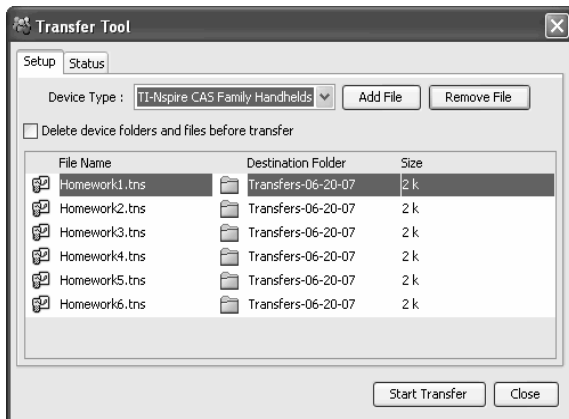 Transfer Tool
Setup Status
Device Type : TI-Nspire CAS Family Handhelds Add File Remove File
Delete device folders and files before transfer
File Name Destination Folder Size
Homework1.tns Transfers-06-20-07 2 k
Homework2.tns Transfers-06-20-07 2 k
Homework3.tns Transfers-06-20-07 2 k
Homework4.tns Transfers-06-20-07 2 k
Homework5.tns Transfers-06-20-07 2 k
Homework6.tns Transfers-06-20-07 2 k
Start Transfer Close